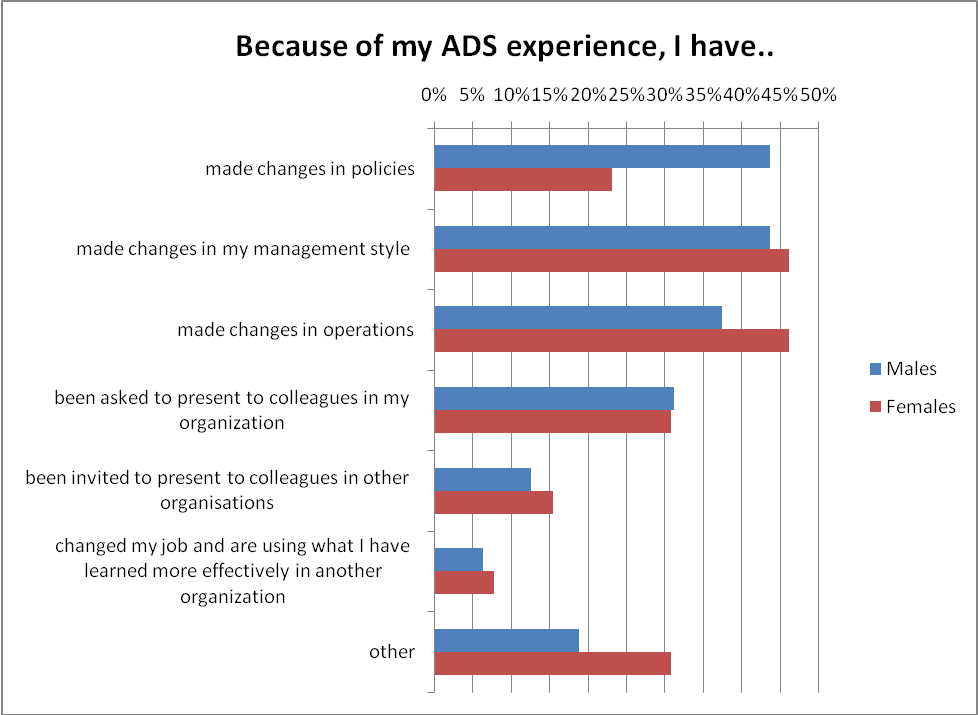 Because of my ADS experience, I have..
0% 5% 10% 15% 20% 25% 30% 35% 40% 45% 50%
made changes in policies
made changes in my management style
made changes in operations
been asked to present to colleagues in my
organization
been invited to present to colleagues in other
organisations
changed my job and are using what I have
learned more effectively in another
organization
other
Males
Females